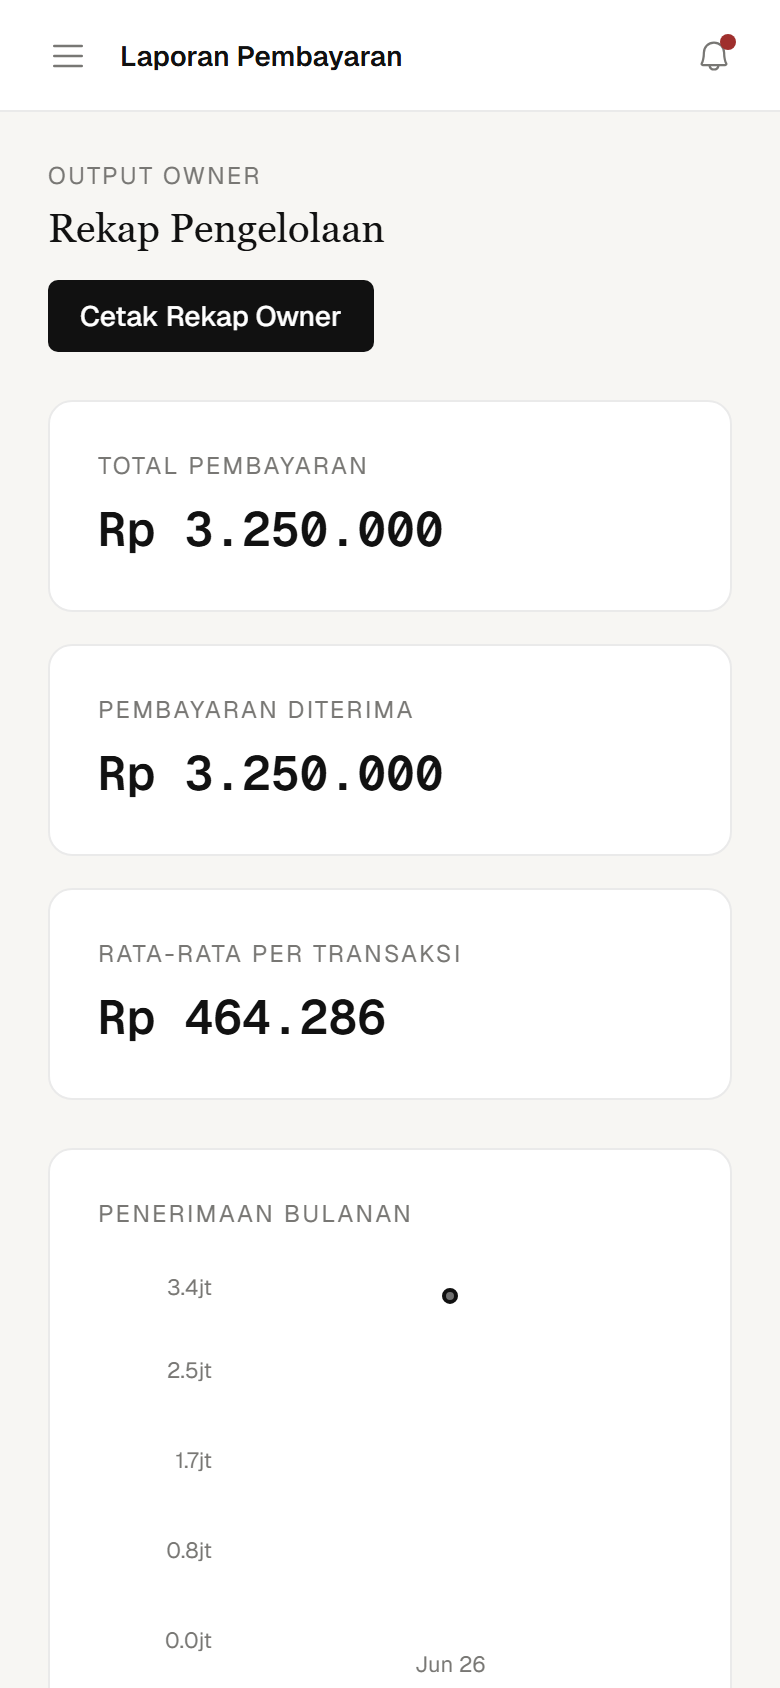 Laporan Pembayaran
OUTPUT OWNER
Rekap Pengelolaan
Cetak Rekap Owner
TOTAL PEMBAYARAN
Rp 3.250.000
PEMBAYARAN DITERIMA
Rp 3.250.000
RATA-RATA PER TRANSAKSI
Rp 464.286
PENERIMAAN BULANAN
3.4jt
2.5jt
1.7jt
0.8jt
0.0jt
Jun 26